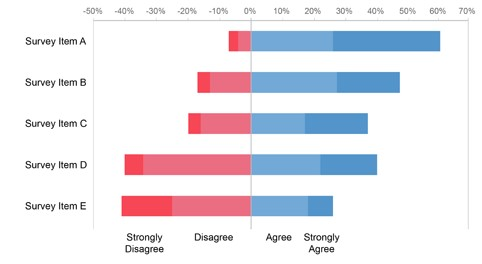 -50% -40% -30% -20% -10% 0% 10% 20% 30% 40% 50% 60% 70%
Survey Item A
Survey Item B
Survey Item C
Survey Item D
Survey Item E
Strongly Disagree Agree Strongly
Disagree Agree